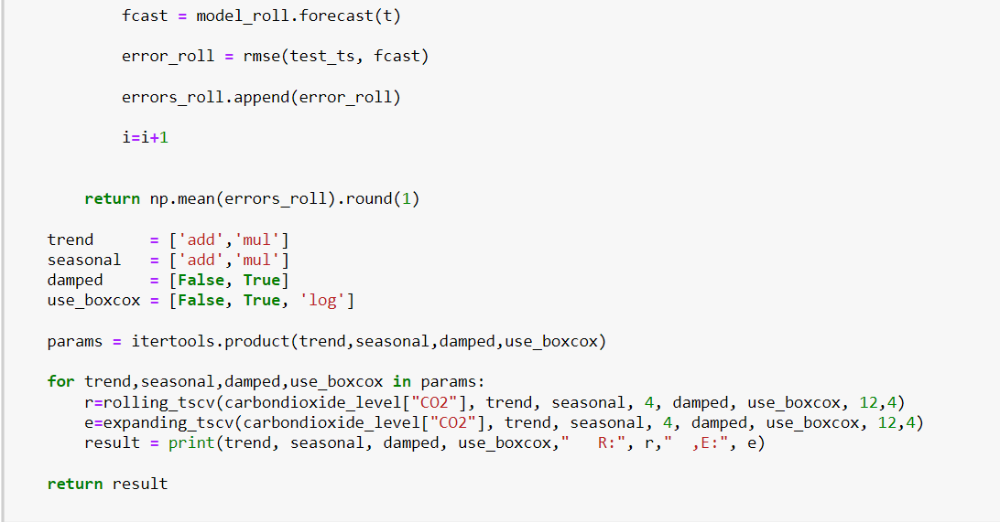 fcast = model_roll.forecast(t)
error_roll = rmse(test_ts, fcast)
errors_roll.append(error_roll)
i=i+1
return np.mean(errors_roll).round(1)
trend      = ['add','mul']
seasonal   = ['add','mul']
damped     = [False, True]
use_boxcox = [False, True, 'log']
params = itertools.product(trend,seasonal,damped,use_boxcox)
for trend,seasonal,damped,use_boxcox in params:
r=rolling_tscv(carbondioxide_level["CO2"], trend, seasonal, 4, damped, use_boxcox, 12,4)
e=expanding_tscv(carbondioxide_level["CO2"], trend, seasonal, 4, damped, use_boxcox, 12,4)
result = print(trend, seasonal, damped, use_boxcox,"   R:", r,"  ,E:", e)
return result